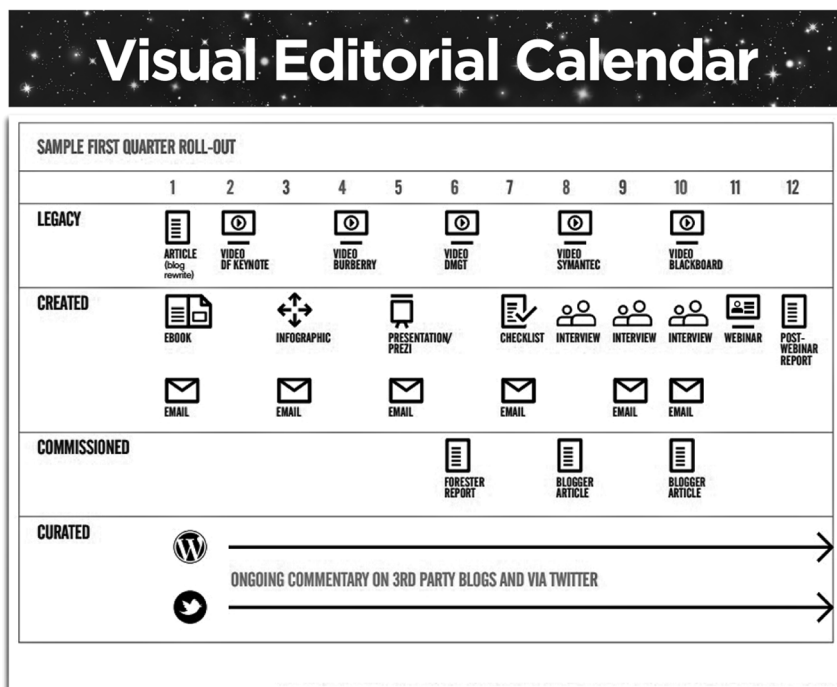 Visual Editorial Calendar
SAMPLE FIRST QUARTER ROLL-OUT
1 2 3 4 5 6 7 8 9 10 11 12
LEGACY
ARTICLE
(blog
rewrite)
VIDEO
DF KEYNOTE
VIDEO
BURBERRY
VIDEO
DMGT
VIDEO
SYMANTEC
VIDEO
BLACKBOARD
CREATED
EBOOK
INFOGRAPHIC
PRESENTATION/
PREZI
CHECKLIST
INTERVIEW
INTERVIEW
INTERVIEW
WEBINAR
POST-
WEBINAR
REPORT
EMAIL
EMAIL
EMAIL
EMAIL
EMAIL
EMAIL
COMMISSIONED
FORESTER
REPORT
BLOGGER
ARTICLE
BLOGGER
ARTICLE
CURATED
ONGOING COMMENTARY ON 3RD PARTY BLOGS AND VIA TWITTER